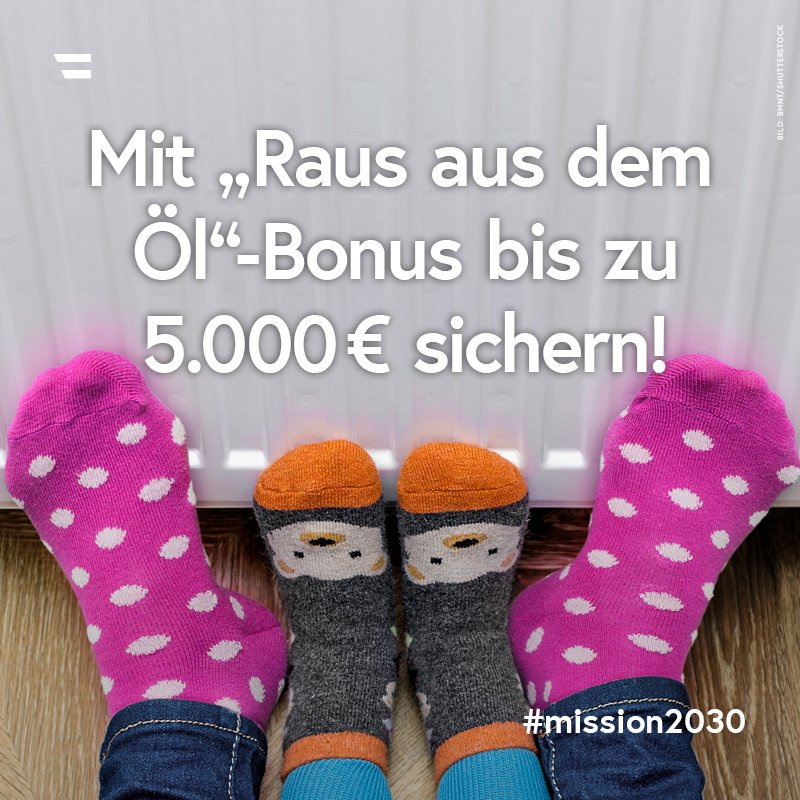 BILD: BMNT/SHUTTERSTOCK
Mit „Raus aus dem
Öl“-Bonus bis zu
5.000 € sichern!
#mission2030